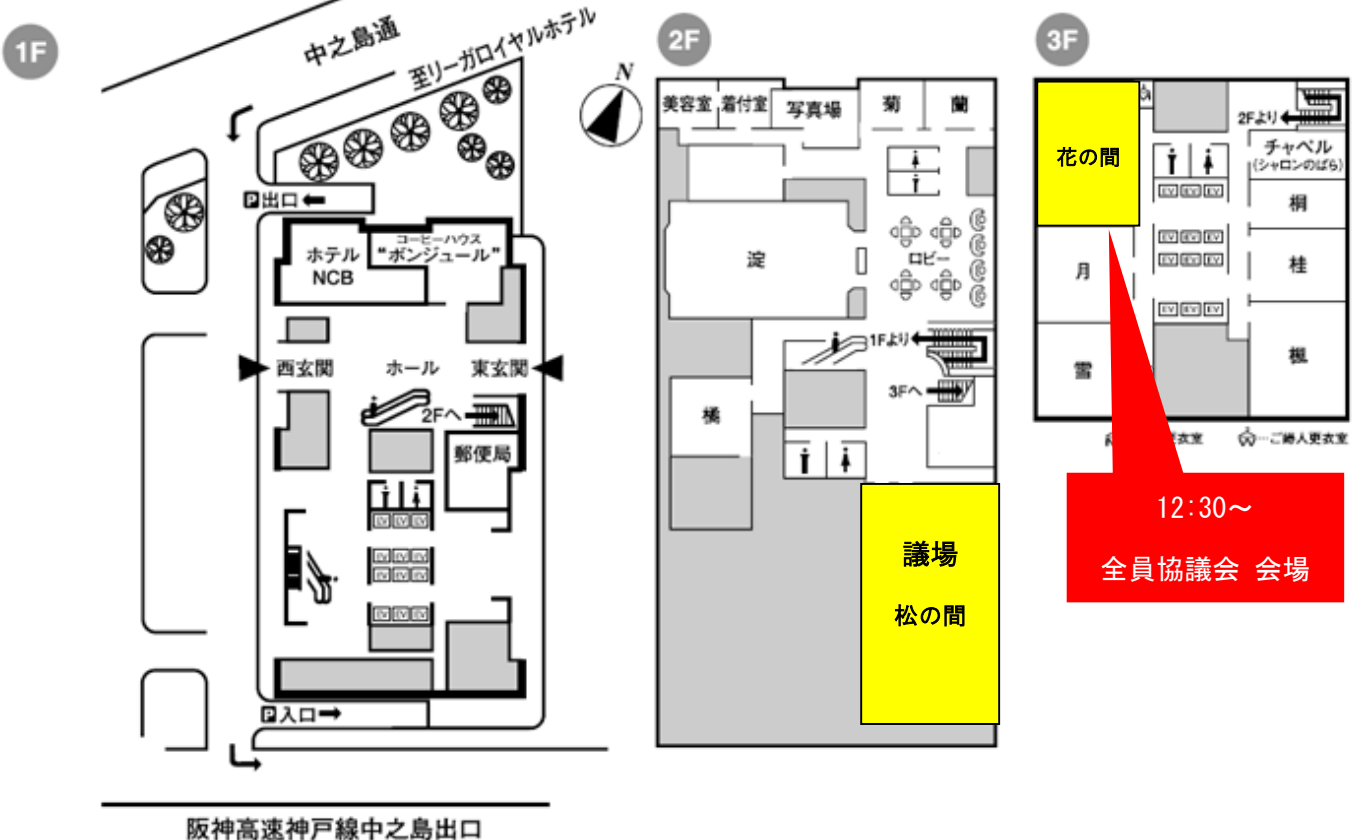 1F
中之島通
至リーガロイヤルホテル
P出口
ホテル
NCB
コーヒーハウス
“ボンジュール”
西玄関
ホール
東玄関
2Fへ
郵便局
EV EV EV
EV EV EV
EV EV EV
EV EV EV
P入口
阪神高速神戸線中之島出口
N
2F
美容室
着付室
写真場
菊
蘭
淀
ロビー
1Fより
3Fへ
橘
議場
松の間
3F
花の間
2Fより
チャペル
(シャロンのばら)
桐
EV EV EV
EV EV EV
EV EV EV
EV EV EV
月
桂
雪
楓
更衣室
…ご婦人更衣室
12:30～
全員協議会 会場